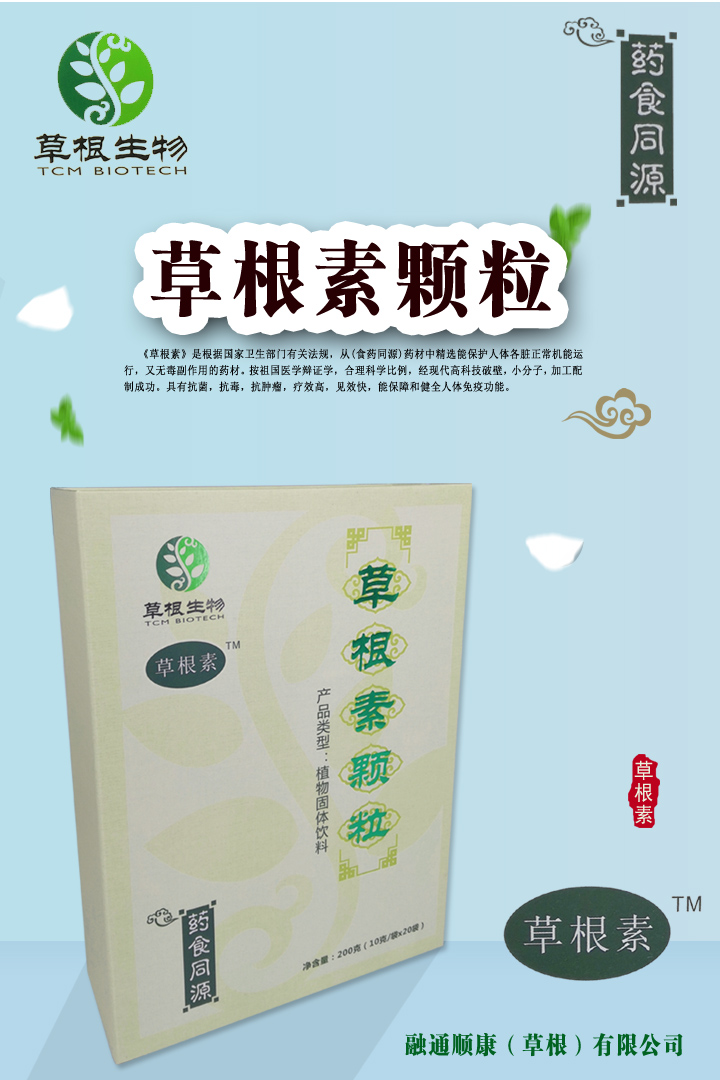 草根生物
TCM BIOTECH
药食同源
草根素颗粒
《草根素》是根据国家卫生部门有关法规，从(食药同源)药材中精选能保护人体各脏正常机能运
行，又无毒副作用的药材。按祖国医学辩证学，合理科学比例，经现代高科技破壁，小分子，加工配
制成功。具有抗菌，抗毒，抗肿瘤，疗效高，见效快，能保障和健全人体免疫功能。
草根生物
TCM BIOTECH
草根素 TM
草根素颗粒
产品类型：植物固体饮料
药食同源
净含量：200克（10克/袋x20袋）
草根素
草根素 TM
融通顺康（草根）有限公司